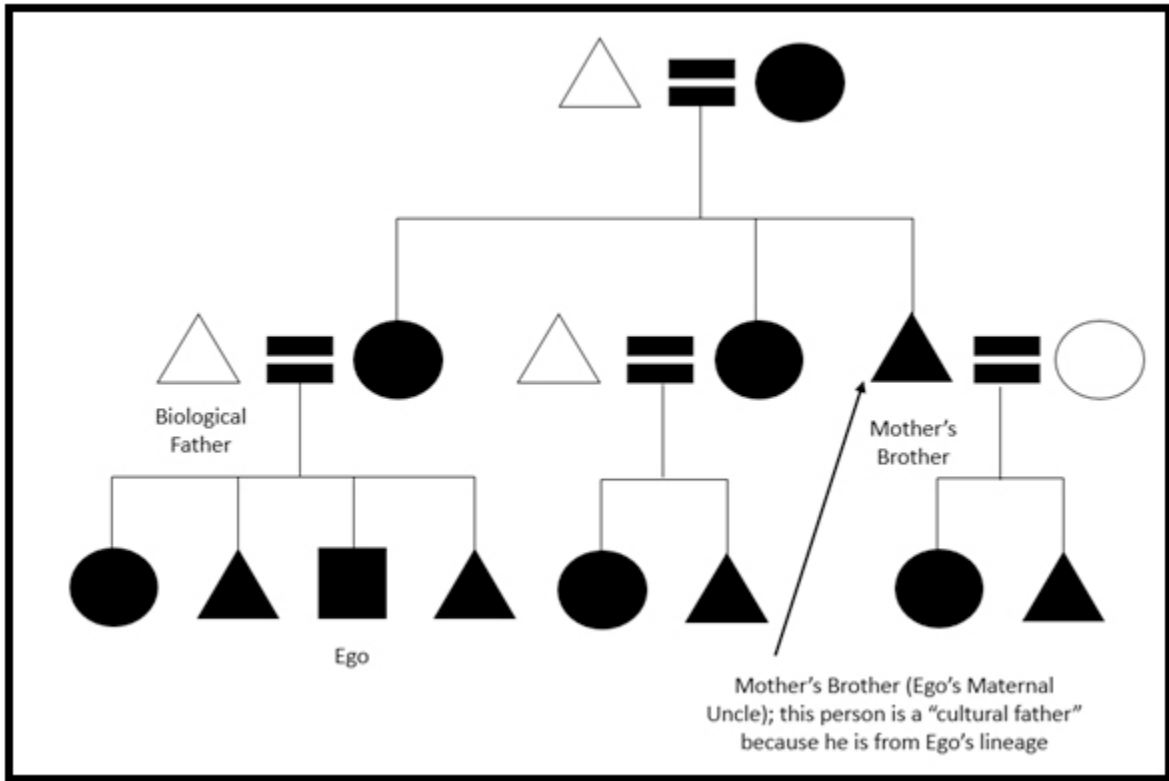 Biological
Father
Mother’s
Brother
Ego
Mother’s Brother (Ego’s Maternal
Uncle); this person is a “cultural father”
because he is from Ego’s lineage